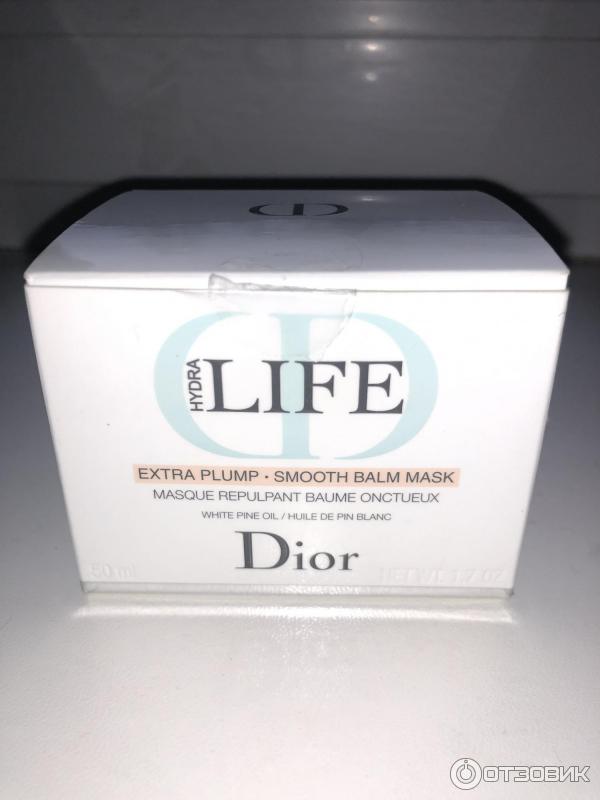 HYDRA LIFE
EXTRA PLUMP • SMOOTH BALM MASK
MASQUE REPULPANT BAUME ONCTUEUX
WHITE PINE OIL / HUILE DE PIN BLANC
Dior
50 ml NET WT. 1.7 OZ
ОТЗОВИК